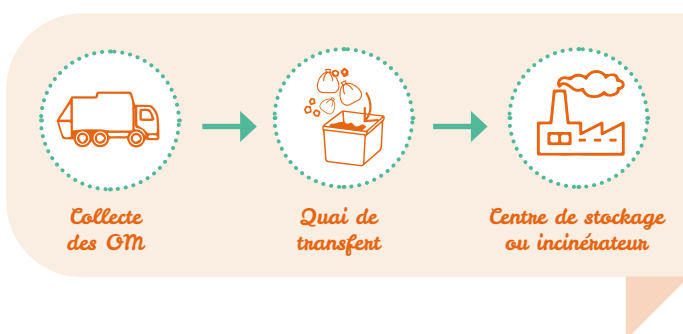 Collecte
des OM
Quai de
transfert
Centre de stockage
ou incinérateur